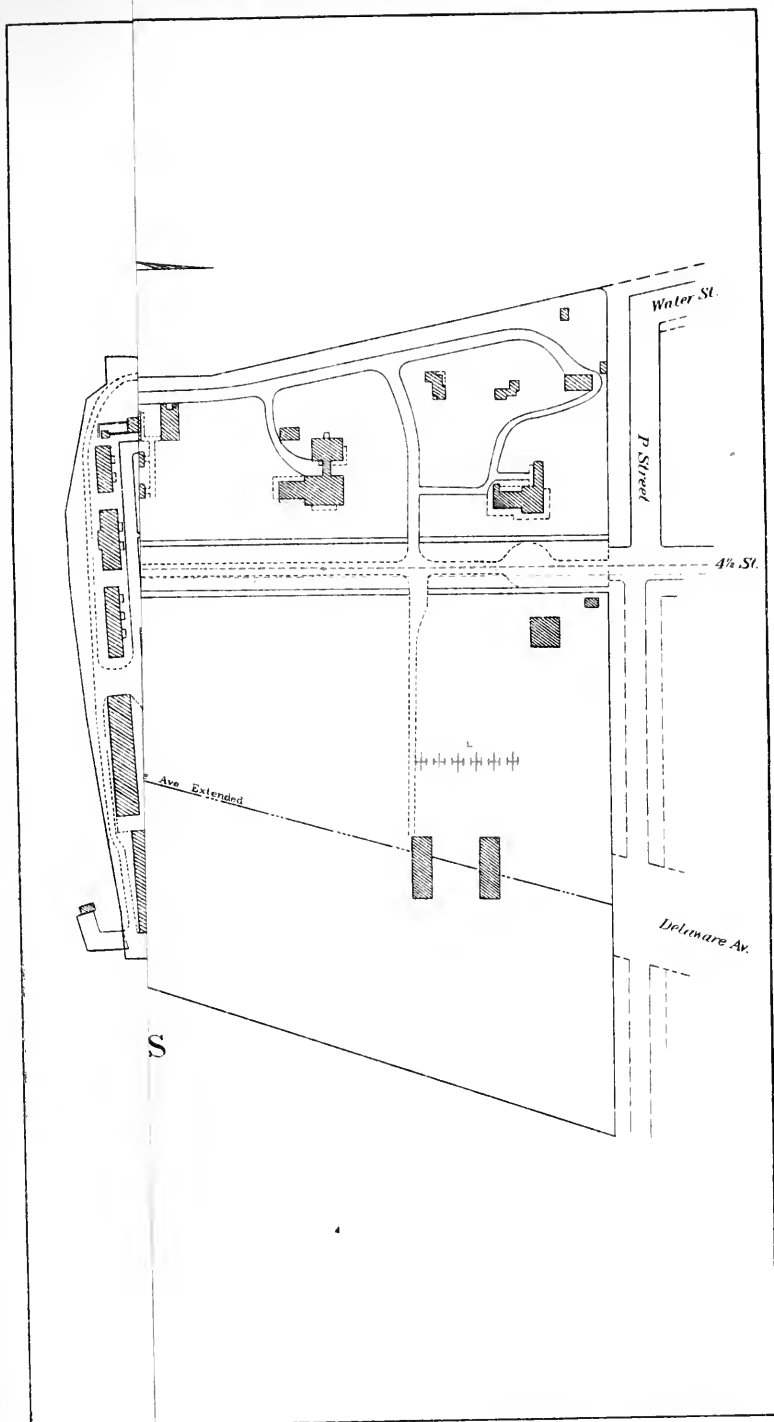 Water St.
P Street
4½ St.
L
e Ave Extended
Delaware Av.
S